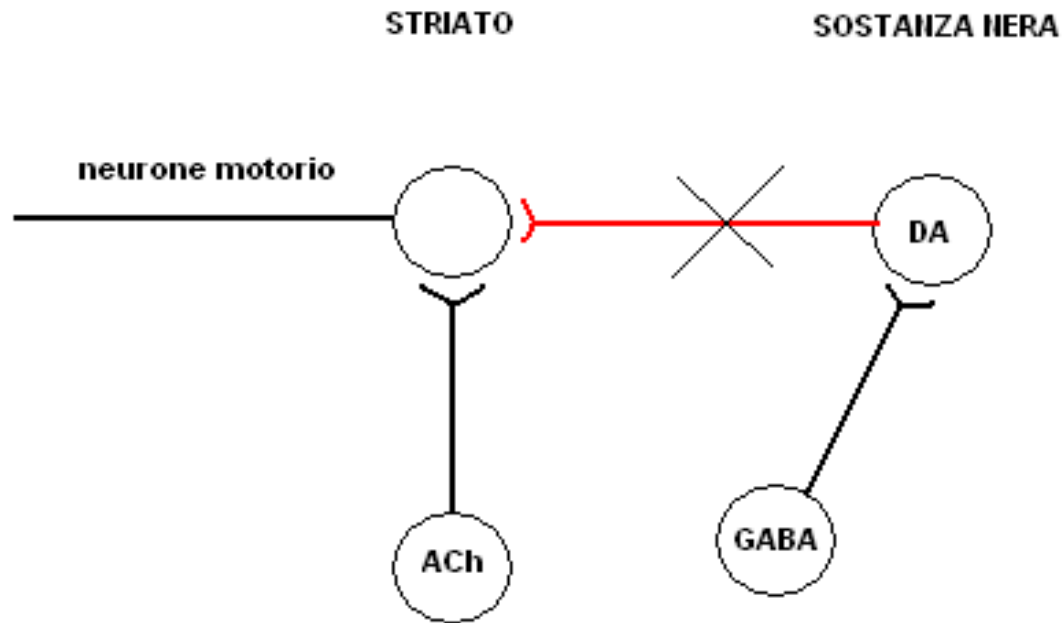 STRIATO
SOSTANZA NERA
neurone motorio
DA
GABA
ACh